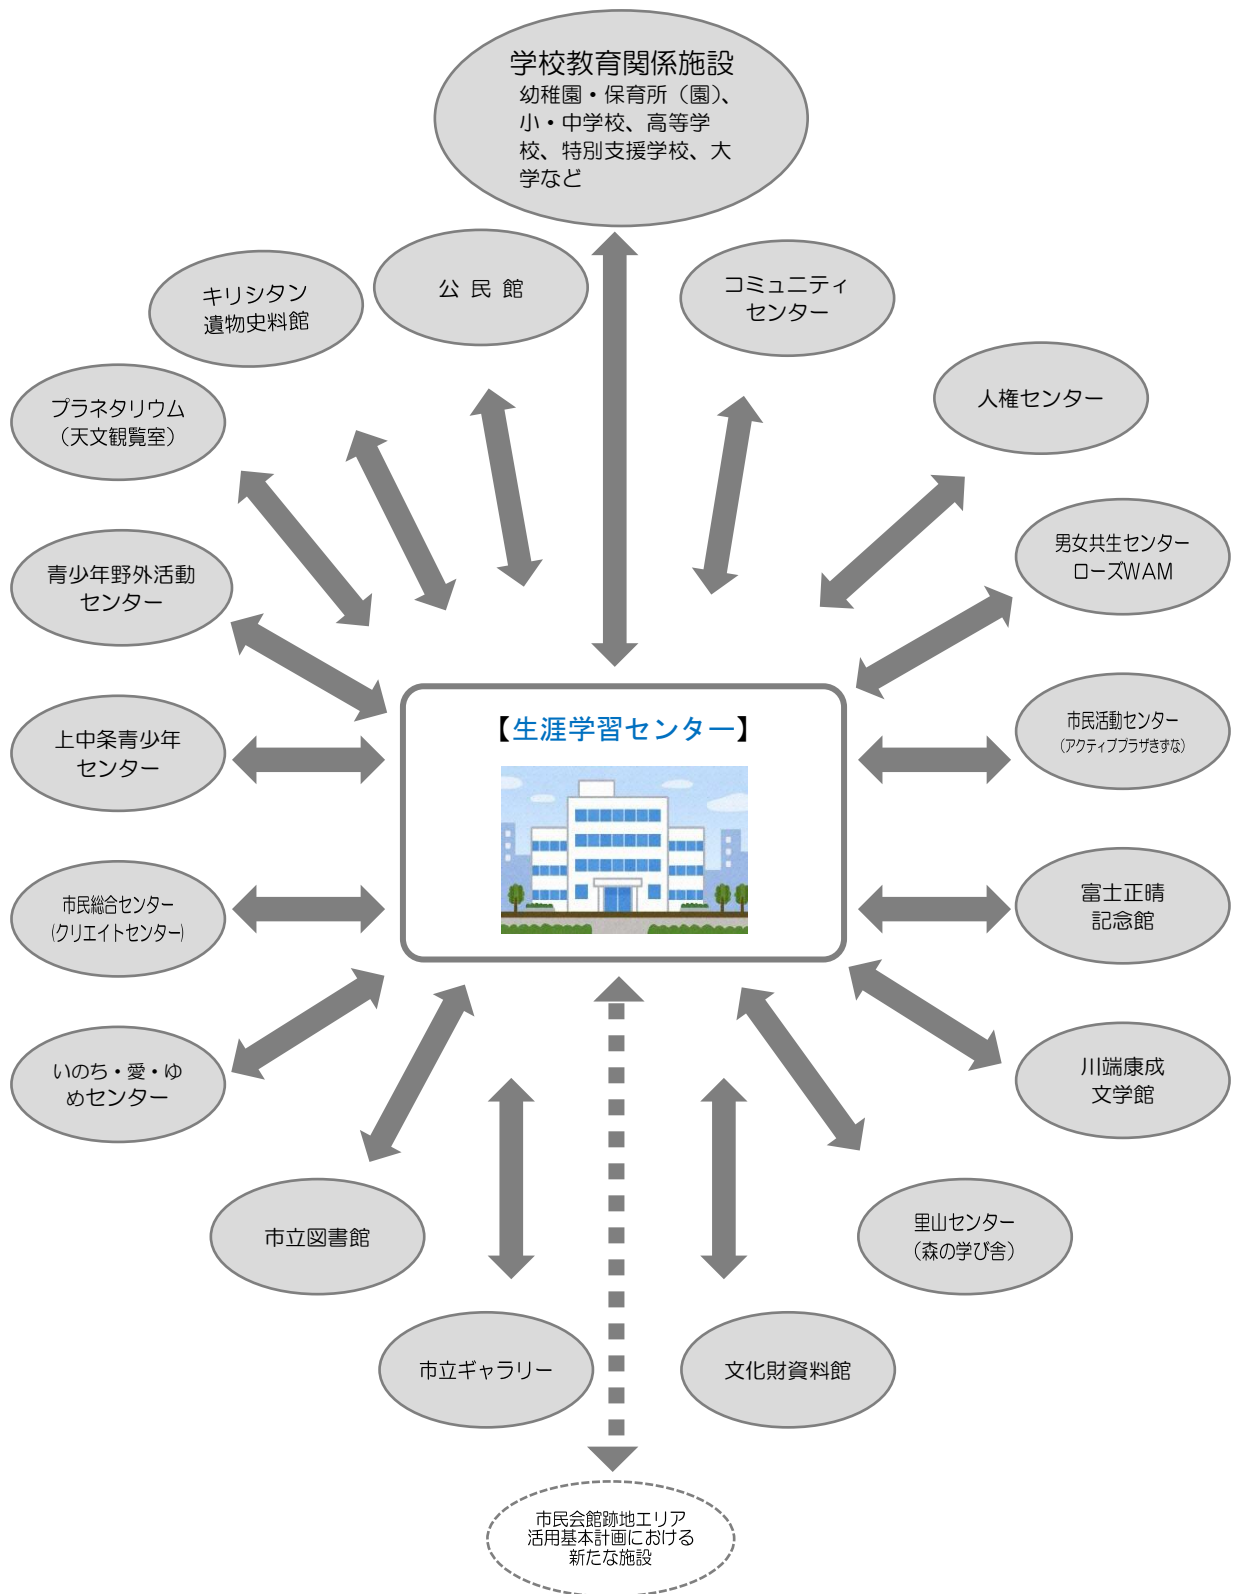 学校教育関係施設
幼稚園・保育所（園）、
小・中学校、高等学
校、特別支援学校、大
学など
公 民 館
コミュニティ
センター
キリシタン
遺物史料館
人権センター
プラネタリウム
（天文観覧室）
男女共生センター
ローズWAM
青少年野外活動
センター
市民活動センター
（アクティブプラザきずな）
上中条青少年
センター
【生涯学習センター】
富士正晴
記念館
市民総合センター
(クリエイトセンター)
川端康成
文学館
いのち・愛・ゆ
めセンター
里山センター
（森の学び舎）
市立図書館
文化財資料館
市立ギャラリー
市民会館跡地エリア
活用基本計画における
新たな施設